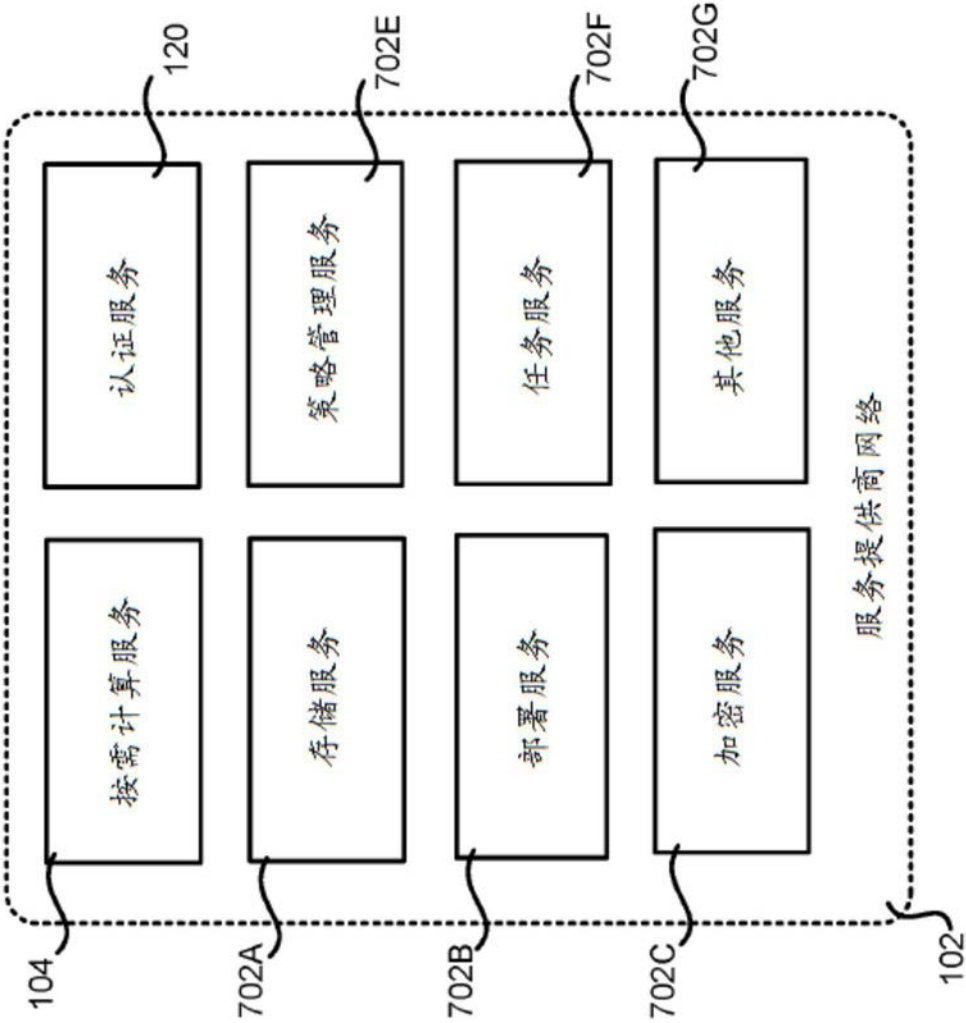 104
按需计算服务
认证服务
120
702A
存储服务
策略管理服务
702E
702B
部署服务
任务服务
702F
702C
加密服务
其他服务
702G
服务提供商网络
102